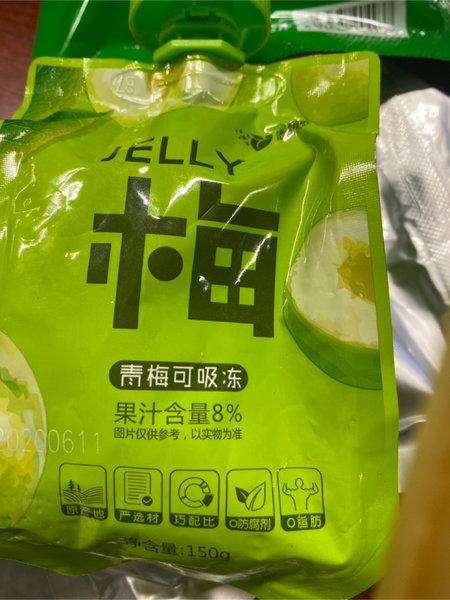 JELLY
梅
青梅可吸冻
果汁含量8%
图片仅供参考，以实物为准
20200611
原产地
严选材
巧配比
0防腐剂
0脂肪
净含量:150g